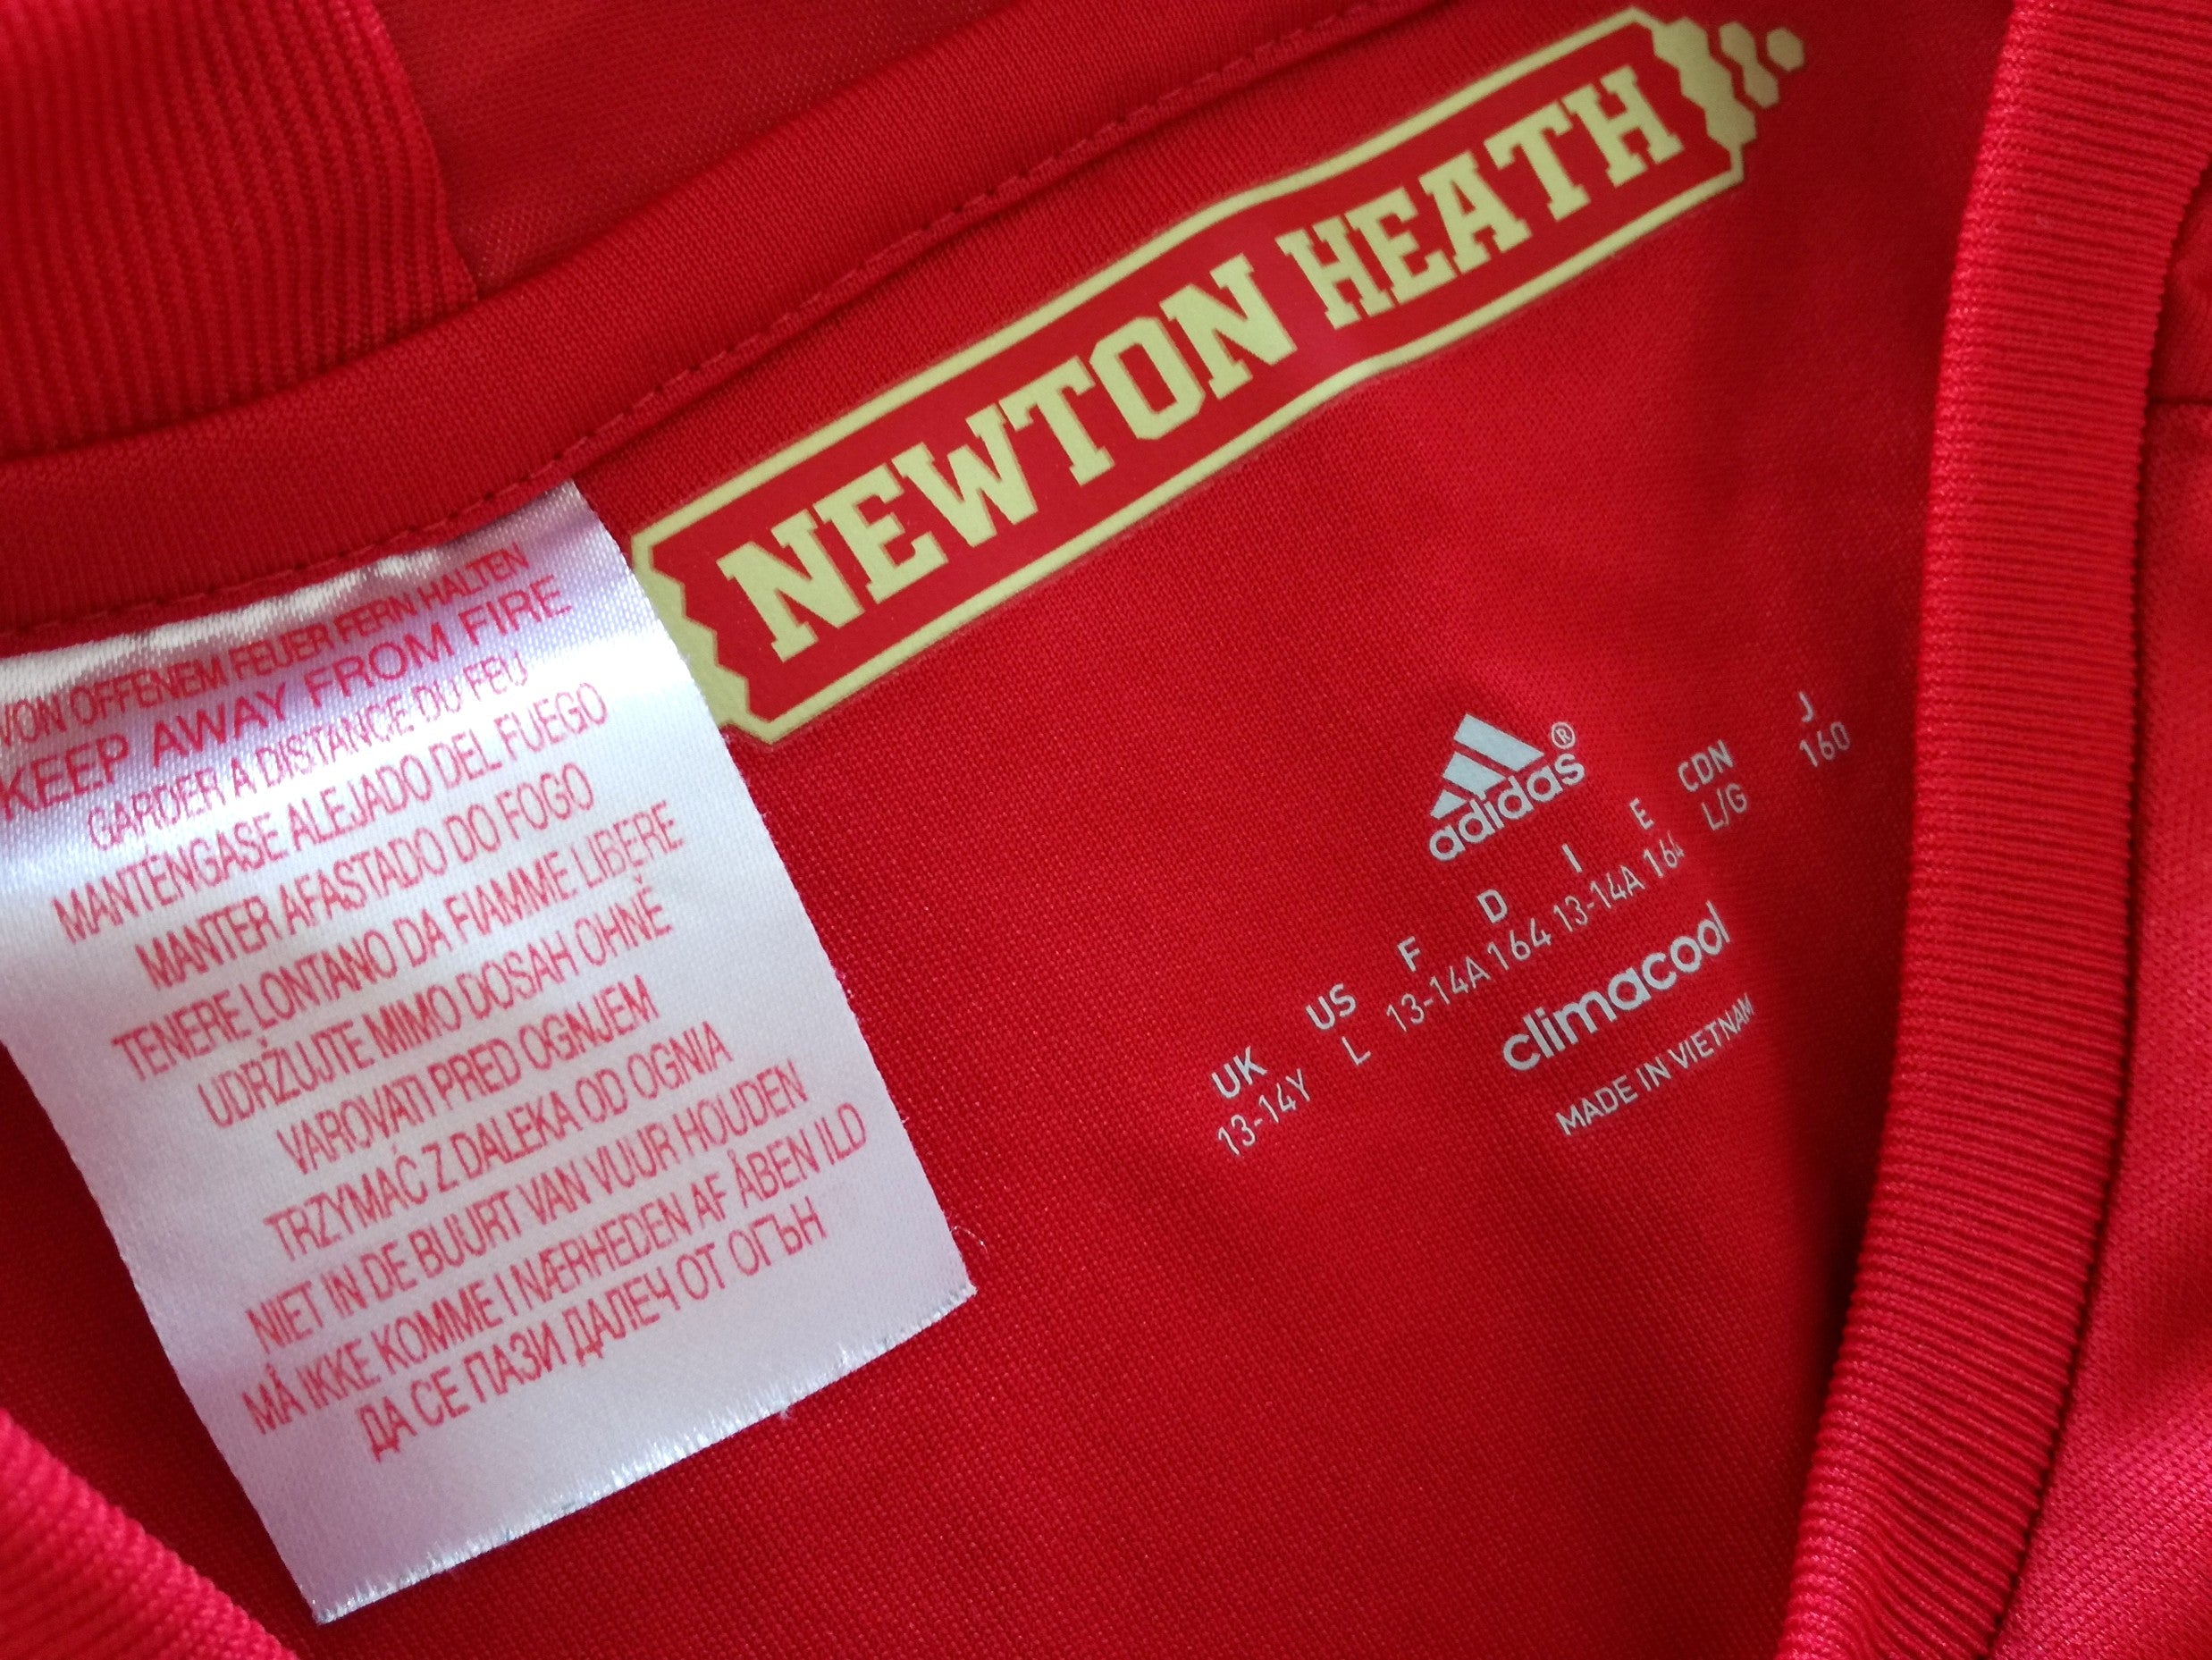 NEWTON HEATH
VON OFFENEM FEUER FERN HALTEN
KEEP AWAY FROM FIRE
GARDER A DISTANCE DU FEU
MANTÉNGASE ALEJADO DEL FUEGO
MANTER AFASTADO DO FOGO
TENERE LONTANO DA FIAMME LIBERE
UDRŽUJTE MIMO DOSAH OHNĚ
VAROVATI PRED OGNJEM
TRZYMAĆ Z DALEKA OD OGNIA
NIET IN DE BUURT VAN VUUR HOUDEN
MÅ IKKE KOMME I NÆRHEDEN AF ÅBEN ILD
ДА СЕ ПАЗИ ДАЛЕЧ ОТ ОГЪН
adidas®
UK US F D I E CDN J
13-14Y L 13-14A 164 13-14A 164 L/G 160
climacool
MADE IN VIETNAM